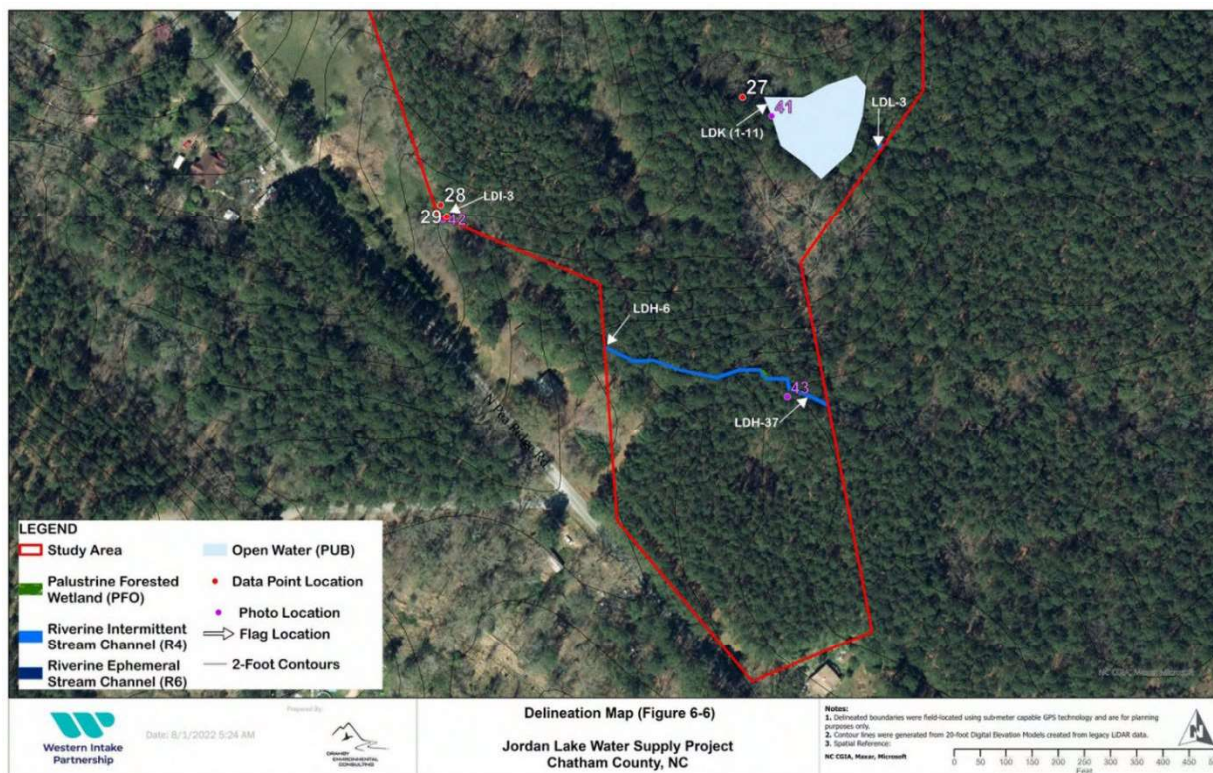 27
41
LDL-3
LDK (1-11)
28
LDI-3
29
42
LDH-6
43
LDH-37
LEGEND
Study Area
Open Water (PUB)
Palustrine Forested
Wetland (PFO)
Data Point Location
Photo Location
Riverine Intermittent
Stream Channel (R4)
Flag Location
Riverine Ephemeral
Stream Channel (R6)
2-Foot Contours
NC CGIA, Maxar, Microsoft
Western Intake
Partnership
Date: 8/1/2022 5:24 AM
Prepared By:
ENVIRONMENTAL
CONSULTING
Delineation Map (Figure 6-6)
Jordan Lake Water Supply Project
Chatham County, NC
Notes:
1. Delineated boundaries were field-located using submeter capable GPS technology and are for planning
purposes only.
2. Contour lines were generated from 20-foot Digital Elevation Models created from legacy LiDAR data.
3. Spatial Reference:
NC CGIA, Maxar, Microsoft
N
0 50 100 150 200 250 300 350 400 450
Feet